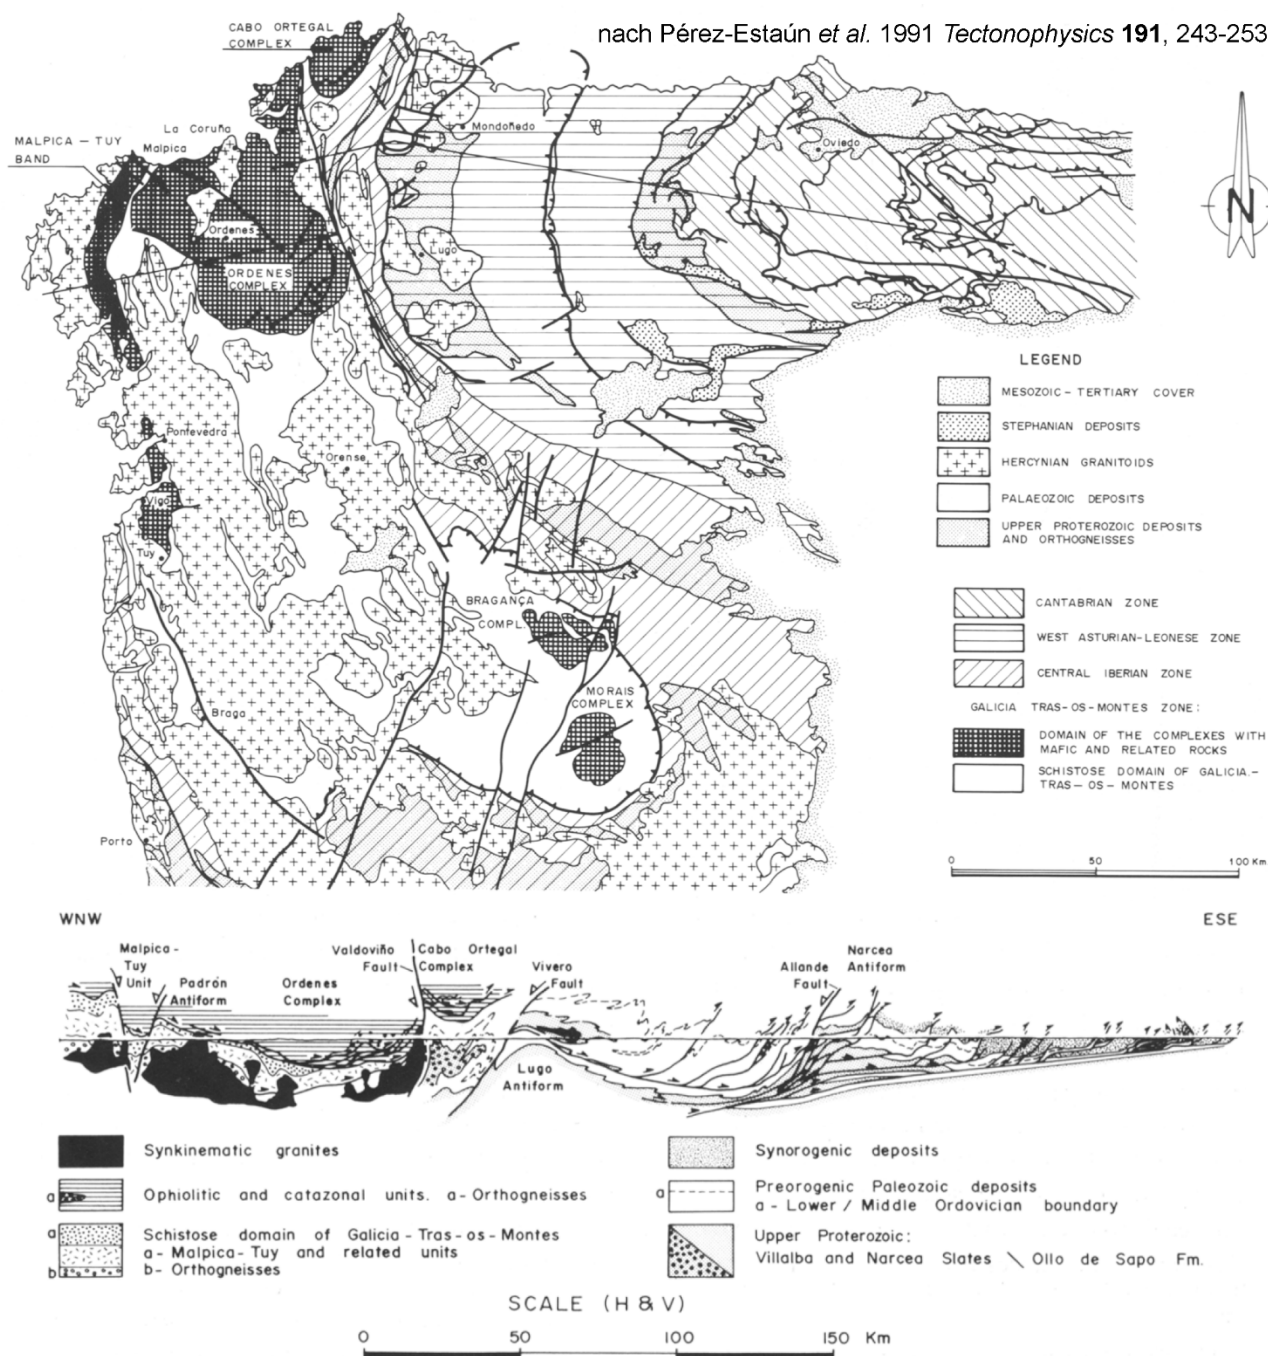 nach Pérez-Estaún et al. 1991 Tectonophysics 191, 243-253
CABO ORTEGAL
COMPLEX
MALPICA - TUY
BAND
La Coruña
Malpica
Mondoñedo
Oviedo
N
Ordenes
Lugo
ORDENES
COMPLEX
Pontevedra
Orense
Vigo
Tuy
BRAGANÇA
COMPL.
MORAIS
COMPLEX
Braga
Porto
LEGEND
MESOZOIC-TERTIARY COVER
STEPHANIAN DEPOSITS
HERCYNIAN GRANITOIDS
PALAEOZOIC DEPOSITS
UPPER PROTEROZOIC DEPOSITS
AND ORTHOGNEISSES
CANTABRIAN ZONE
WEST ASTURIAN-LEONESE ZONE
CENTRAL IBERIAN ZONE
GALICIA TRAS-OS-MONTES ZONE:
DOMAIN OF THE COMPLEXES WITH
MAFIC AND RELATED ROCKS
SCHISTOSE DOMAIN OF GALICIA.-
TRAS-OS-MONTES
0 50 100 Km
WNW ESE
Malpica-
Tuy
Unit
Padrón
Antiform
Ordenes
Complex
Valdoviño
Fault
Cabo Ortegal
Complex
Vivero
Fault
Lugo
Antiform
Allande
Fault
Narcea
Antiform
Synkinematic granites
a Ophiolitic and catazonal units. a-Orthogneisses
a Schistose domain of Galicia-Tras-os-Montes
a-Malpica-Tuy and related units
b b-Orthogneisses
Synorogenic deposits
a Preorogenic Paleozoic deposits
a-Lower/Middle Ordovician boundary
Upper Proterozoic:
Villalba and Narcea Slates \ Ollo de Sapo Fm.
SCALE (H & V)
0 50 100 150 Km